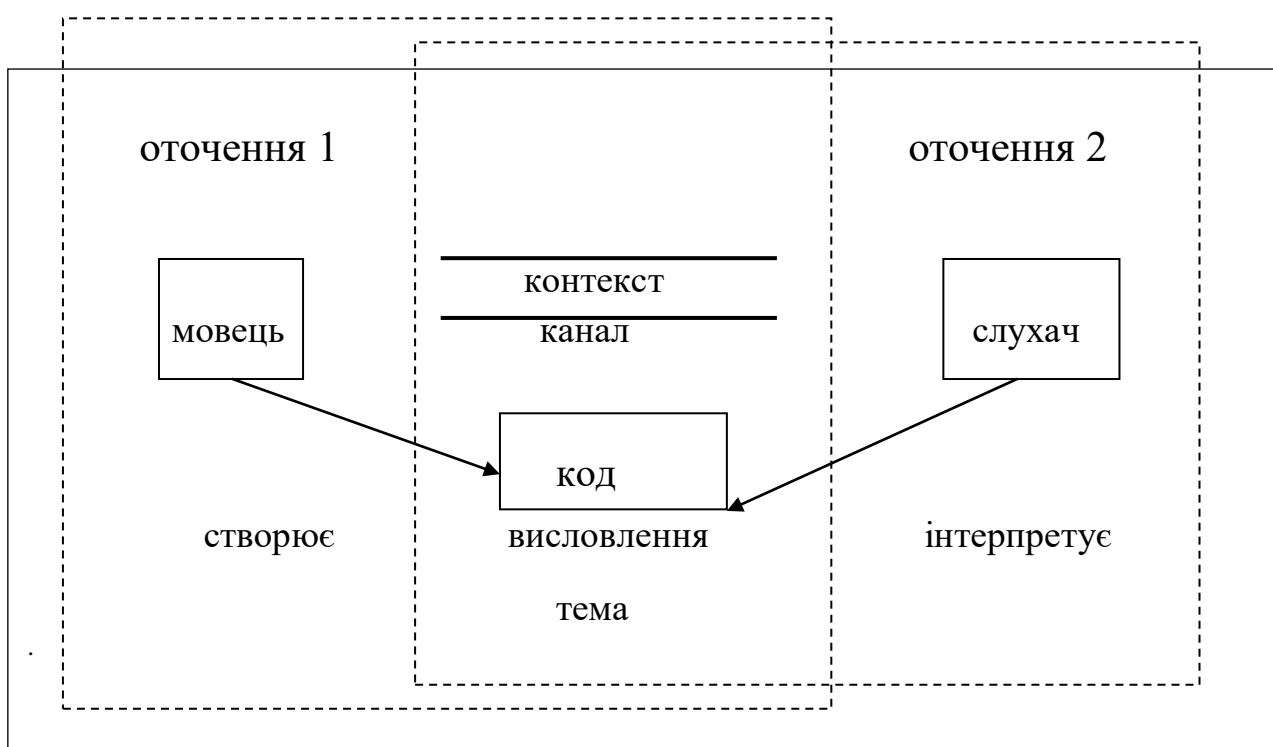 оточення 1
оточення 2
контекст
мовець
канал
слухач
код
створює
висловлення
інтерпретує
тема
.